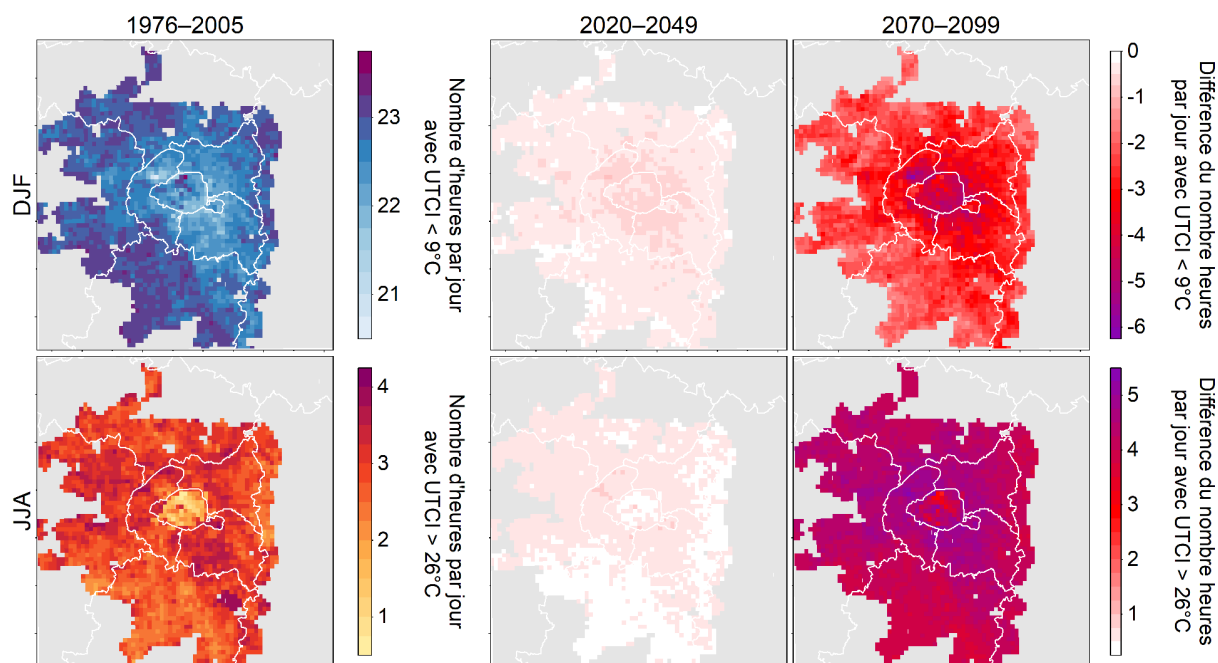 1976–2005
2020–2049
2070–2099
DJF
23
22
21
Nombre d'heures par jour
avec UTCI < 9°C
0
-1
-2
-3
-4
-5
-6
Différence du nombre heures
par jour avec UTCI < 9°C
JJA
4
3
2
1
Nombre d'heures par jour
avec UTCI > 26°C
5
4
3
2
1
Différence du nombre heures
par jour avec UTCI > 26°C